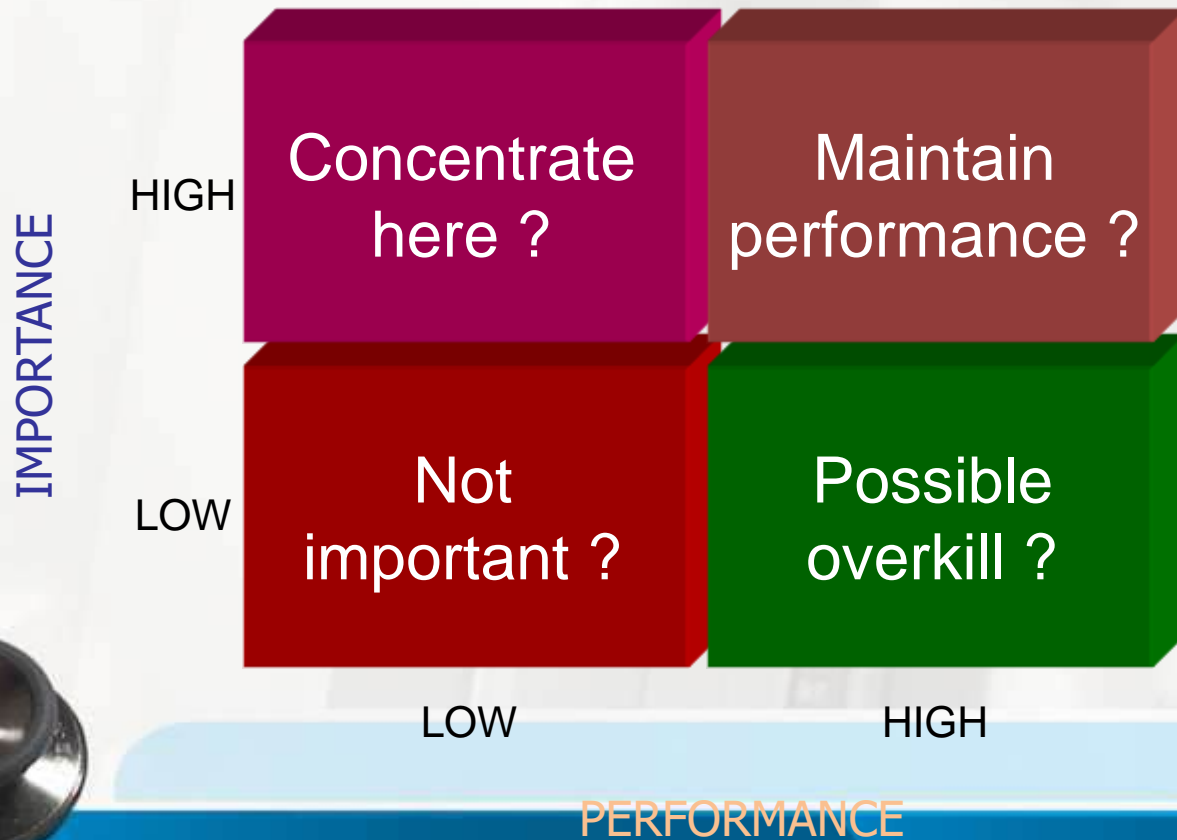 IMPORTANCE
HIGH
Concentrate
here ?
Maintain
performance ?
LOW
Not
important ?
Possible
overkill ?
LOW
HIGH
PERFORMANCE